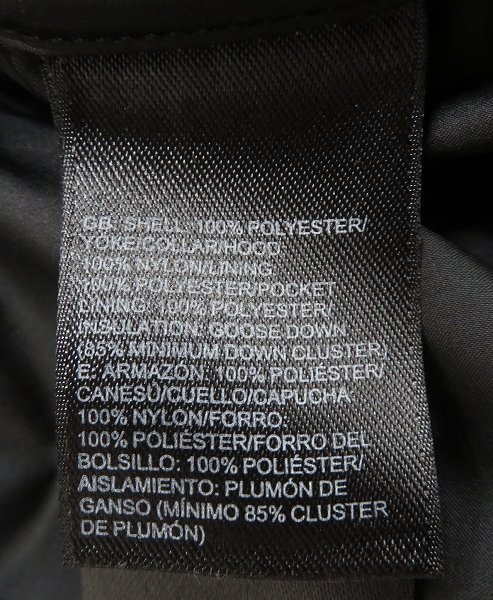 GB: SHELL: 100% POLYESTER/
YOKE/COLLAR/HOOD:
100% NYLON/LINING:
100% POLYESTER/POCKET
LINING: 100% POLYESTER/
INSULATION: GOOSE DOWN
(85% MINIMUM DOWN CLUSTER)
E: ARMAZÓN: 100% POLIÉSTER/
CANESÚ/CUELLO/CAPUCHA:
100% NYLON/FORRO:
100% POLIÉSTER/FORRO DEL
BOLSILLO: 100% POLIÉSTER/
AISLAMIENTO: PLUMÓN DE
GANSO (MÍNIMO 85% CLUSTER
DE PLUMÓN)